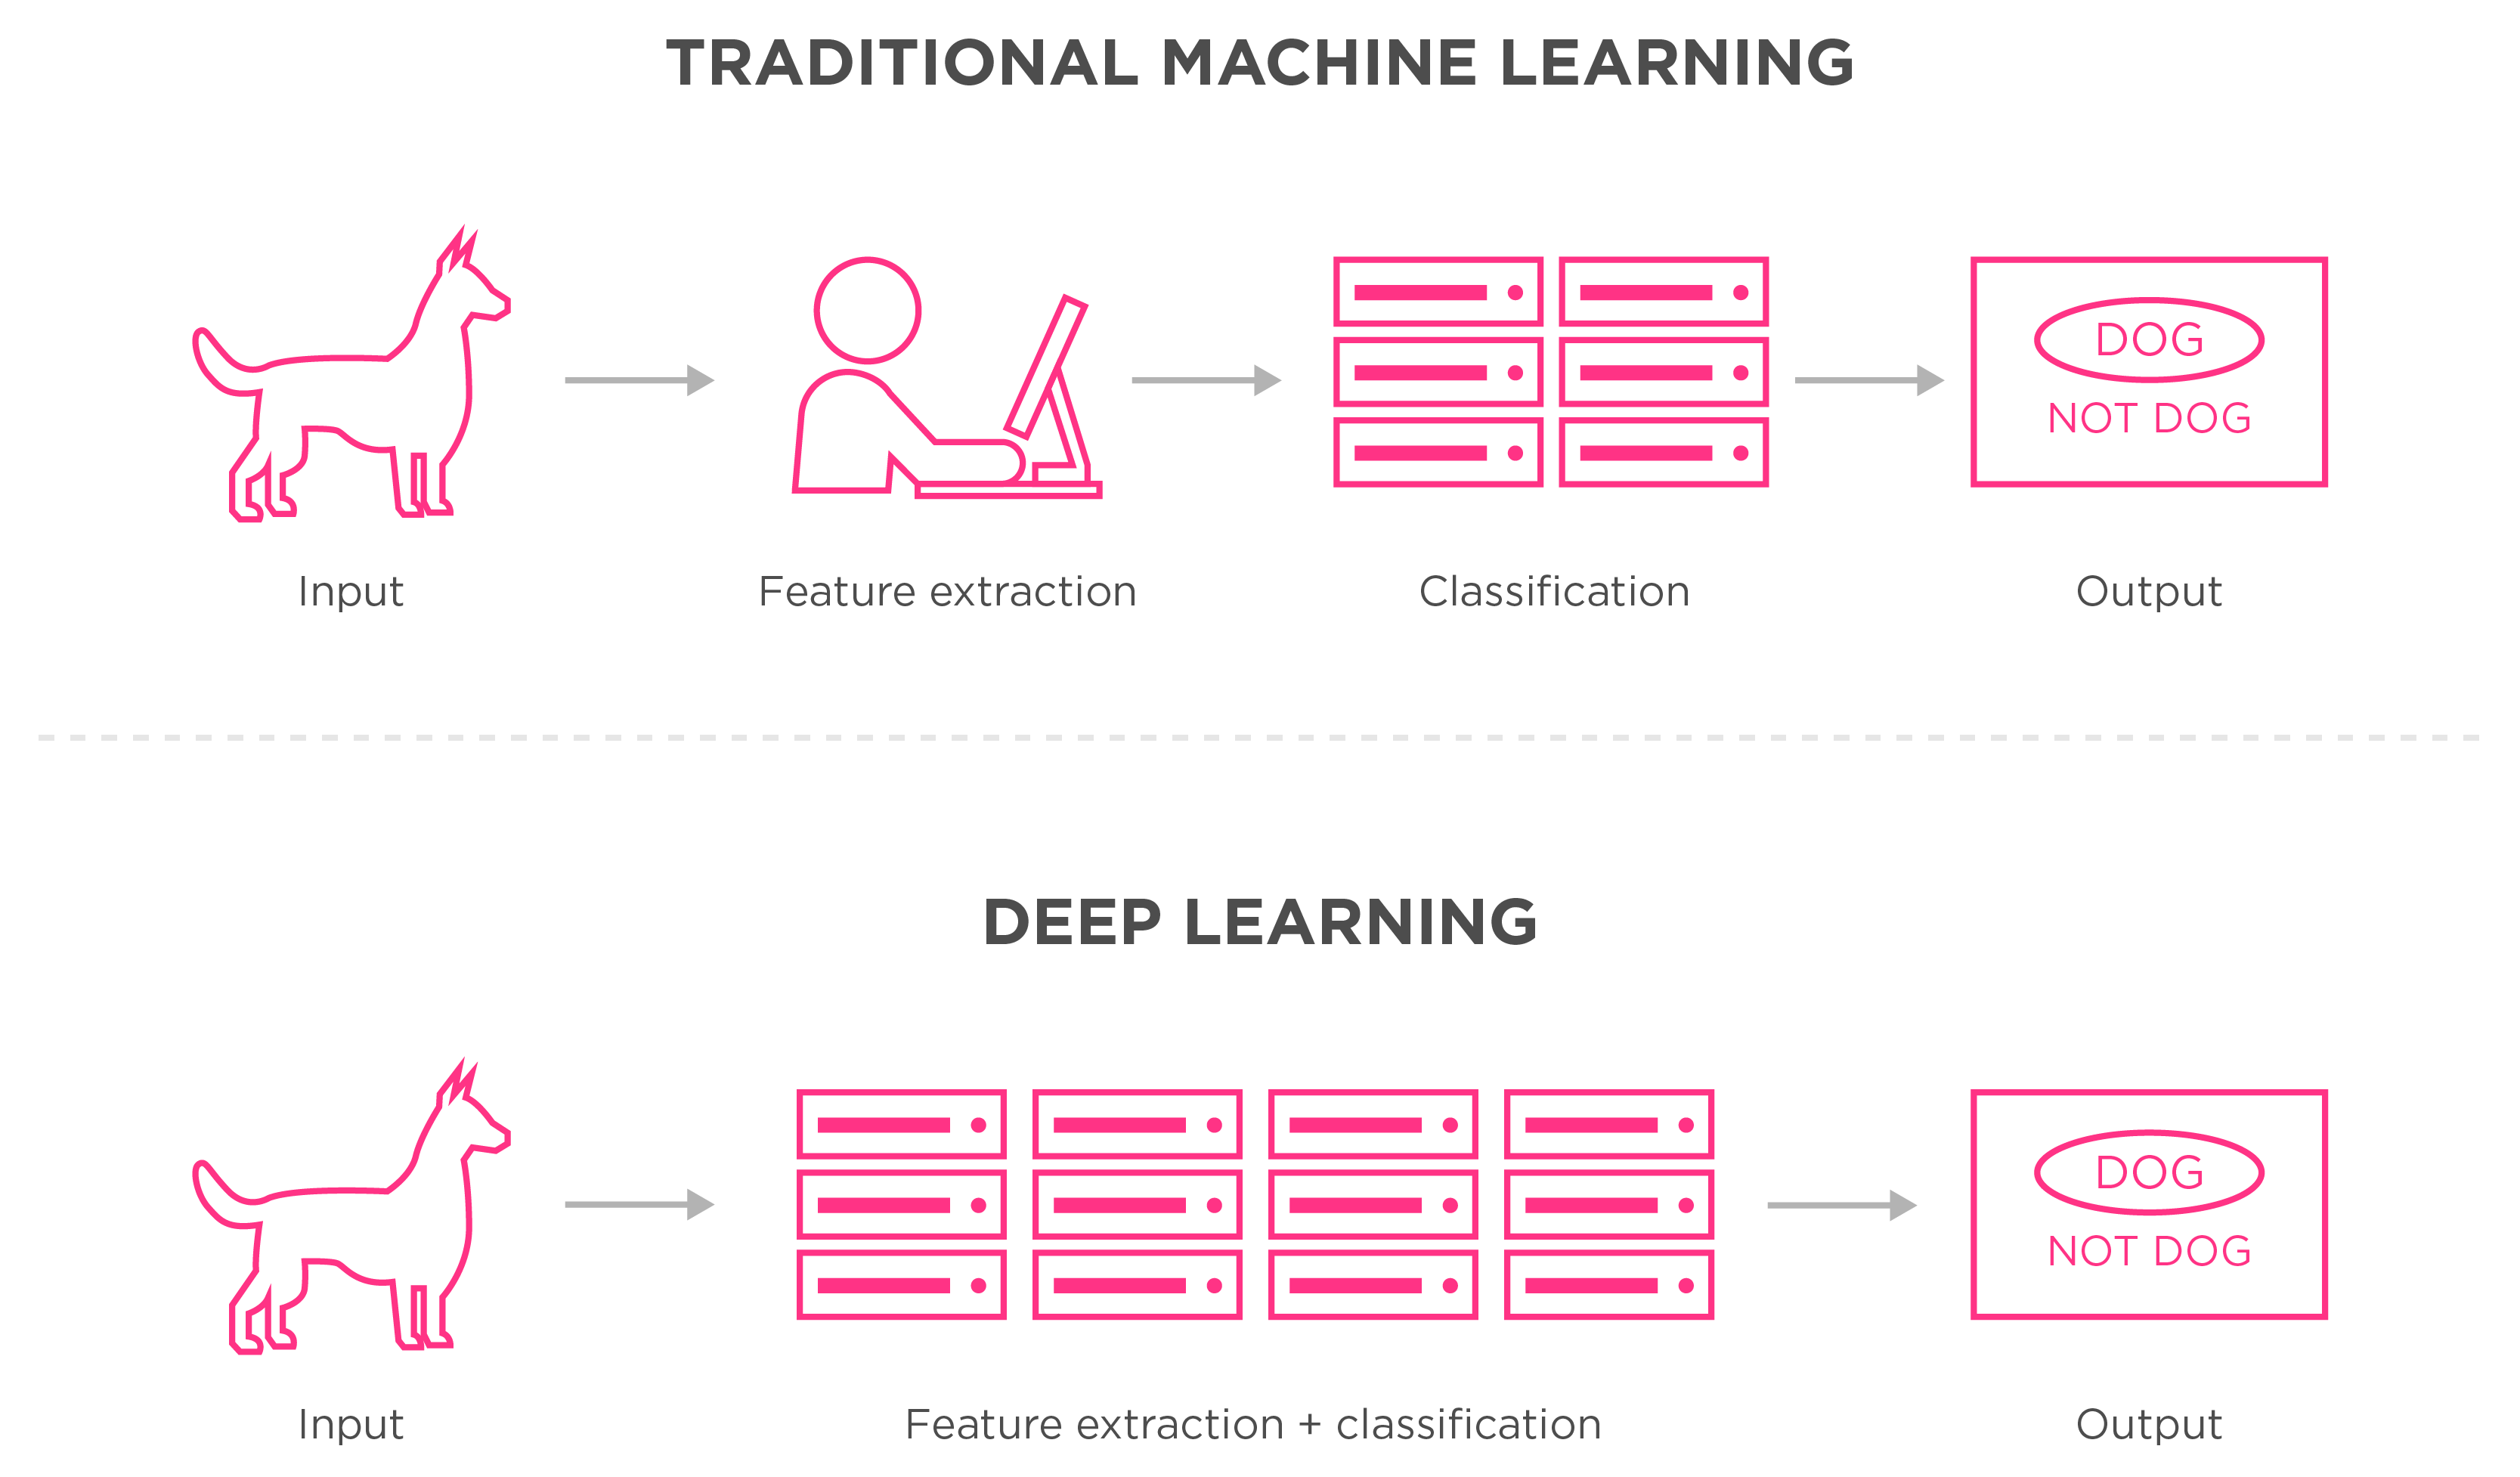 TRADITIONAL MACHINE LEARNING
DOG
NOT DOG
Input
Feature extraction
Classification
Output
DEEP LEARNING
DOG
NOT DOG
Input
Feature extraction + classification
Output